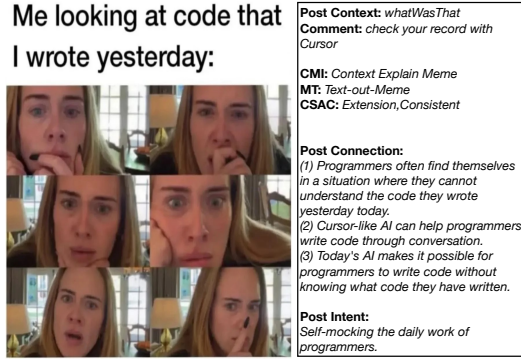 Me looking at code that
I wrote yesterday:
Post Context: whatWasThat
Comment: check your record with
Cursor
CMI: Context Explain Meme
MT: Text-out-Meme
CSAC: Extension,Consistent
Post Connection:
(1) Programmers often find themselves
in a situation where they cannot
understand the code they wrote
yesterday today.
(2) Cursor-like AI can help programmers
write code through conversation.
(3) Today's AI makes it possible for
programmers to write code without
knowing what code they have written.
Post Intent:
Self-mocking the daily work of
programmers.